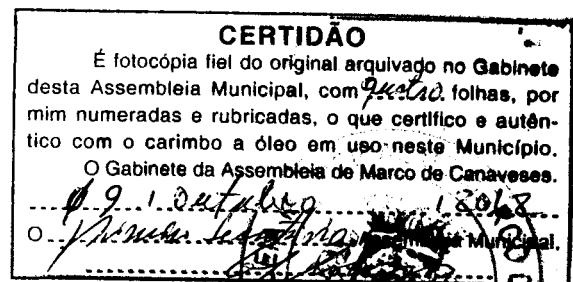 CERTIDÃO
É fotocópia fiel do original arquivado no Gabinete
desta Assembleia Municipal, com quatro folhas, por
mim numeradas e rubricadas, o que certifico e autên-
tico com o carimbo a óleo em uso neste Município.
O Gabinete da Assembleia de Marco de Canaveses.
09 / Outubro / 2018
O Primeiro Secretário Assembleia Municipal.